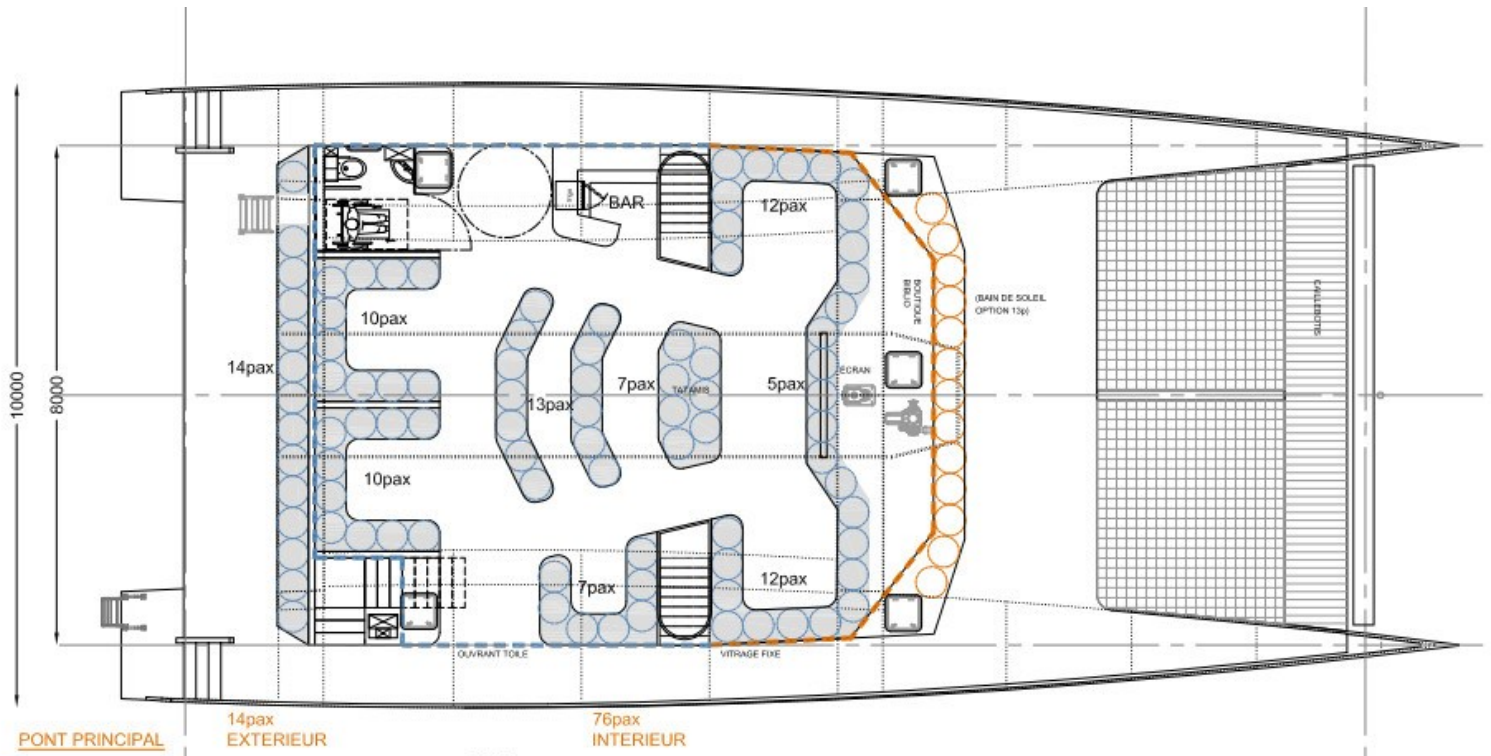 12pax
BAR
frigo
BOUTIQUE
BIBLIO
(BAIN DE SOLEIL
OPTION 13p)
CAILLEBOTIS
10pax
14pax
13pax
7pax
TATAMIS
5pax
ECRAN
10000
8000
10pax
7pax
12pax
OUVRANT TOILE
VITRAGE FIXE
PONT PRINCIPAL
14pax
EXTERIEUR
76pax
INTERIEUR